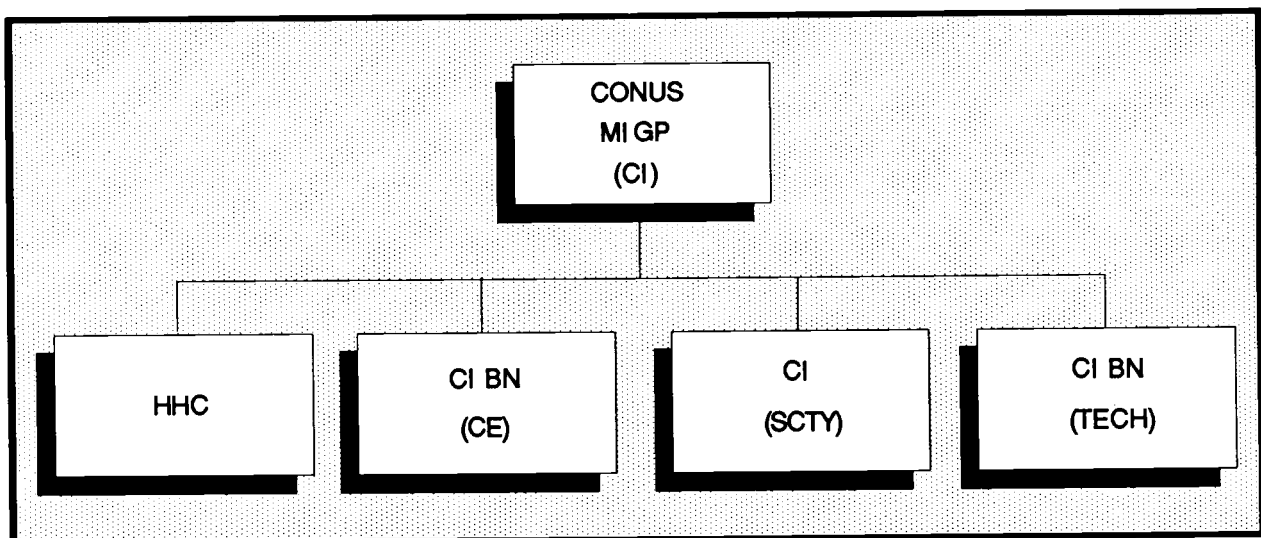 CONUS
MI GP
(CI)
HHC
CI BN
(CE)
CI
(SCTY)
CI BN
(TECH)